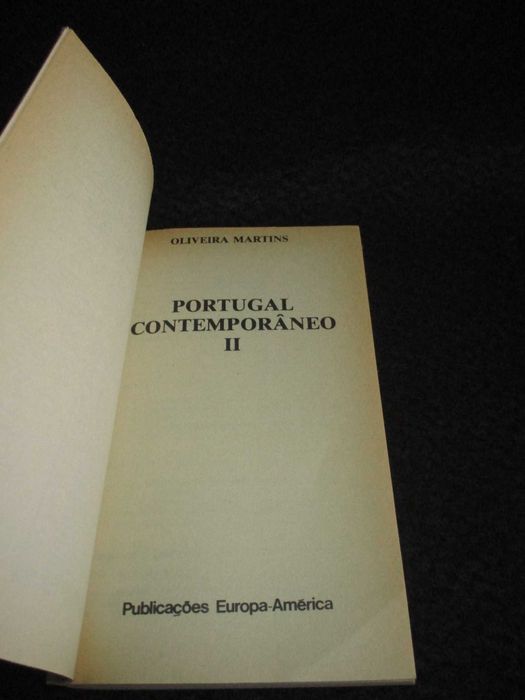 OLIVEIRA MARTINS
PORTUGAL
CONTEMPORÂNEO
II
Publicações Europa-América